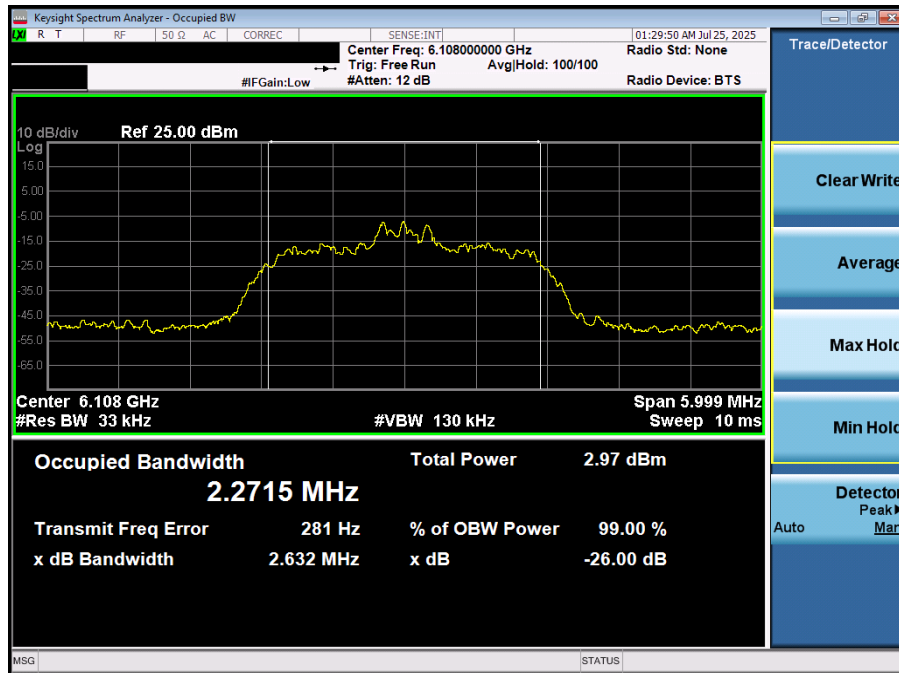 Keysight Spectrum Analyzer - Occupied BW
LXI R T RF 50 Ω AC CORREC SENSE:INT 01:29:50 AM Jul 25, 2025
Center Freq: 6.108000000 GHz Radio Std: None
Trig: Free Run Avg|Hold: 100/100
#IFGain:Low #Atten: 12 dB Radio Device: BTS
10 dB/div Ref 25.00 dBm
Log
15.0
5.00
-5.00
-15.0
-25.0
-35.0
-45.0
-55.0
-65.0
Center 6.108 GHz Span 5.999 MHz
#Res BW 33 kHz #VBW 130 kHz Sweep 10 ms
Occupied Bandwidth Total Power 2.97 dBm
2.2715 MHz
Transmit Freq Error 281 Hz % of OBW Power 99.00 %
x dB Bandwidth 2.632 MHz x dB -26.00 dB
MSG STATUS
Trace/Detector
Clear Write
Average
Max Hold
Min Hold
Detector
Peak
Auto Man